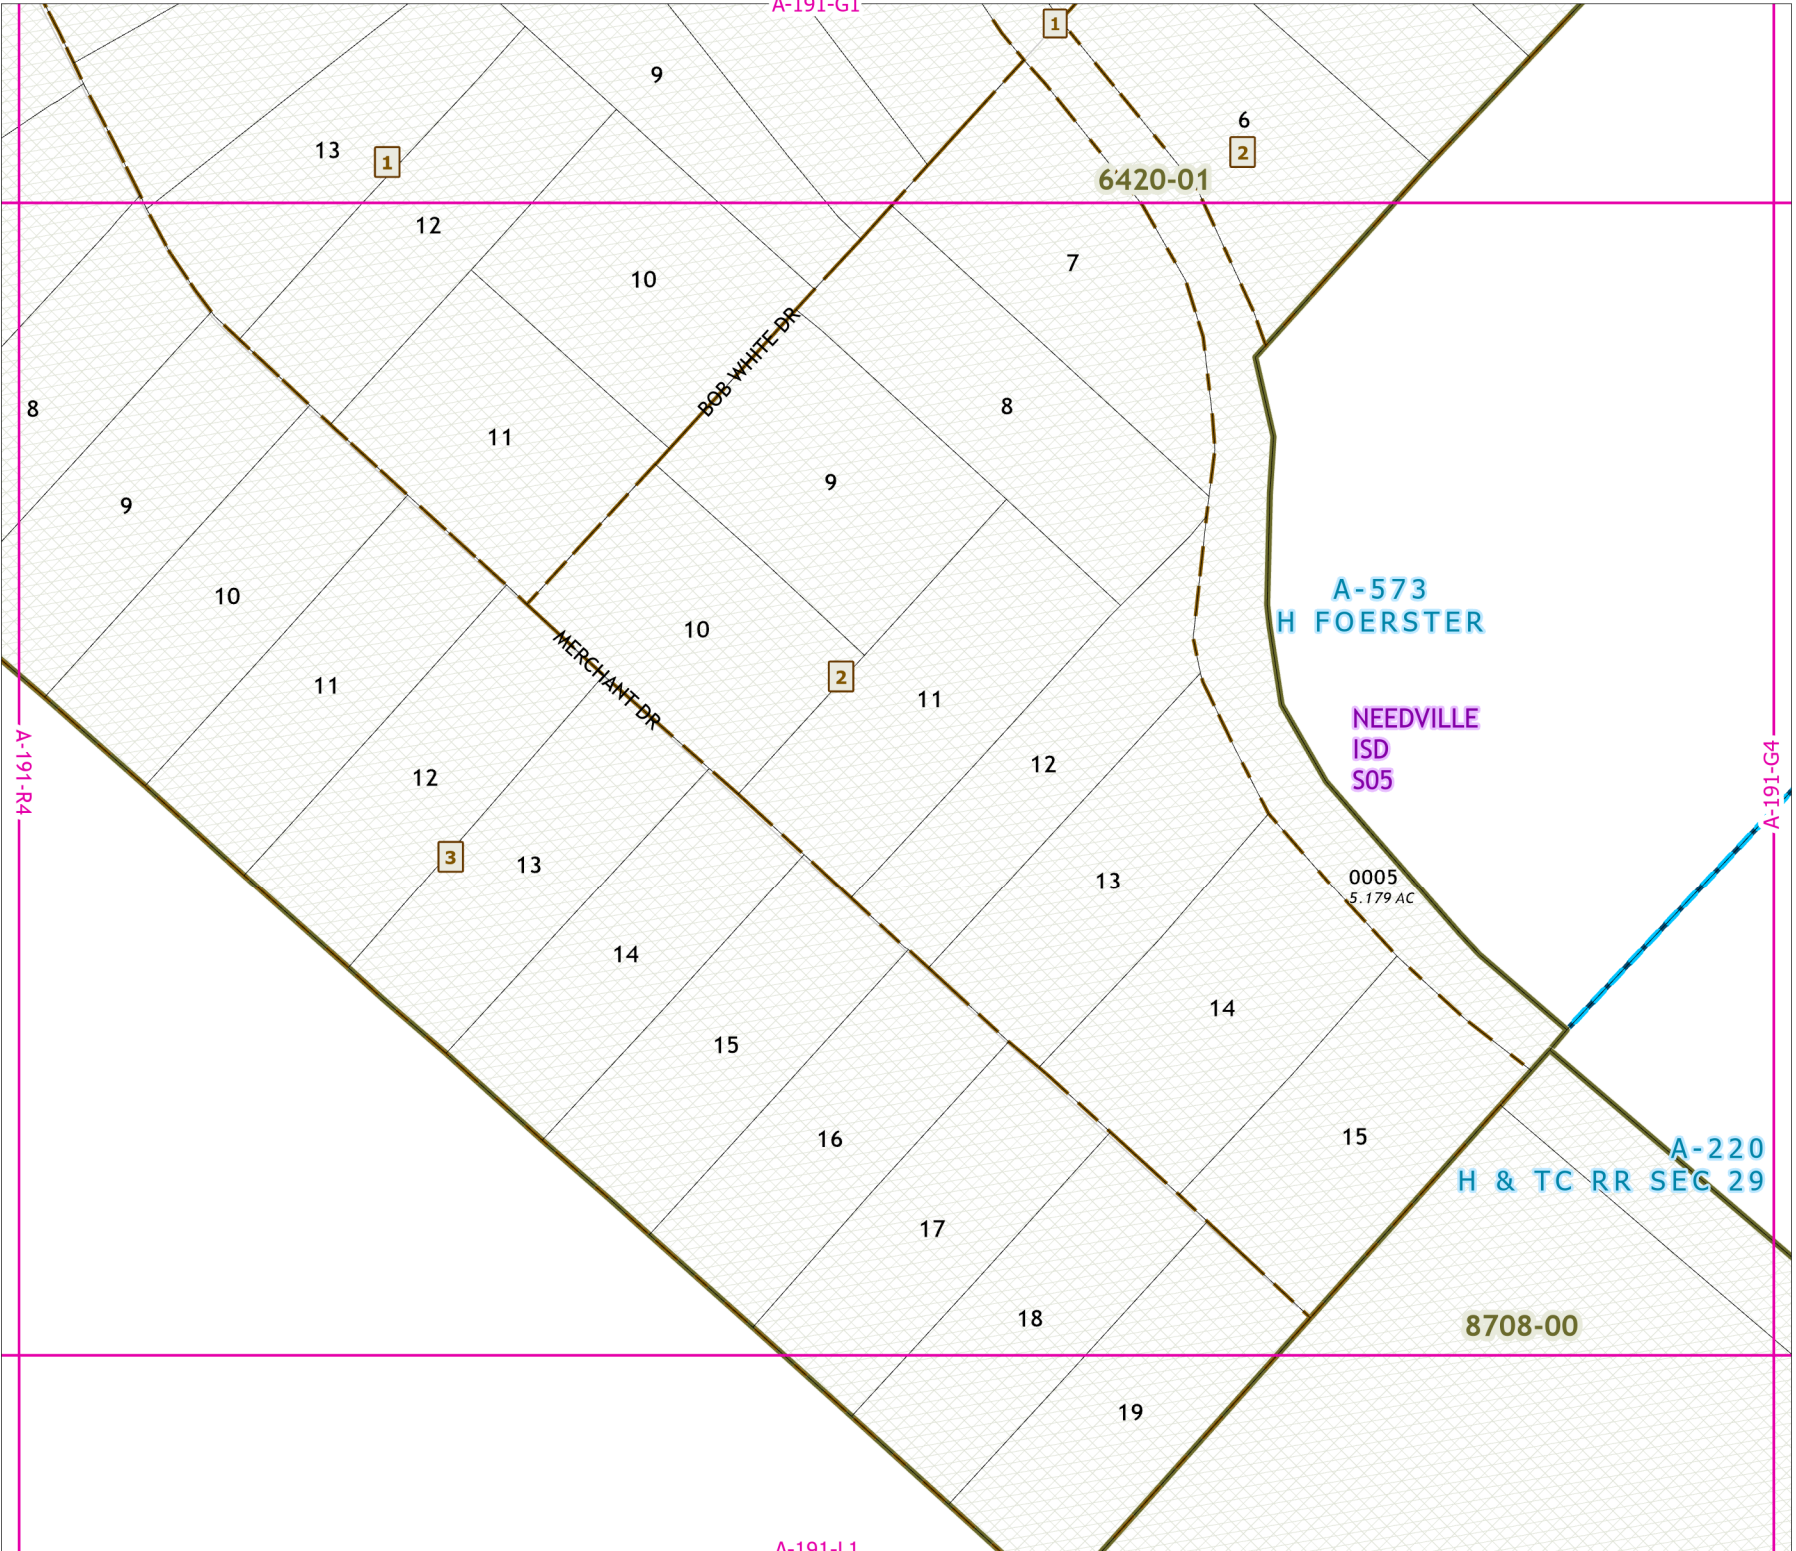 A-191-G1
1
9
6
13
1
2
6420-01
12
7
10
BOB WHITE DR
8
8
11
9
9
A-573
H FOERSTER
10
10
MERCHANT DR
2
11
11
NEEDVILLE
ISD
S05
A-191-R4
A-191-G4
12
12
3
13
13
0005
5.179 AC
14
14
15
16
15
A-220
H & TC RR SEC 29
17
18
8708-00
19
A-191-L1